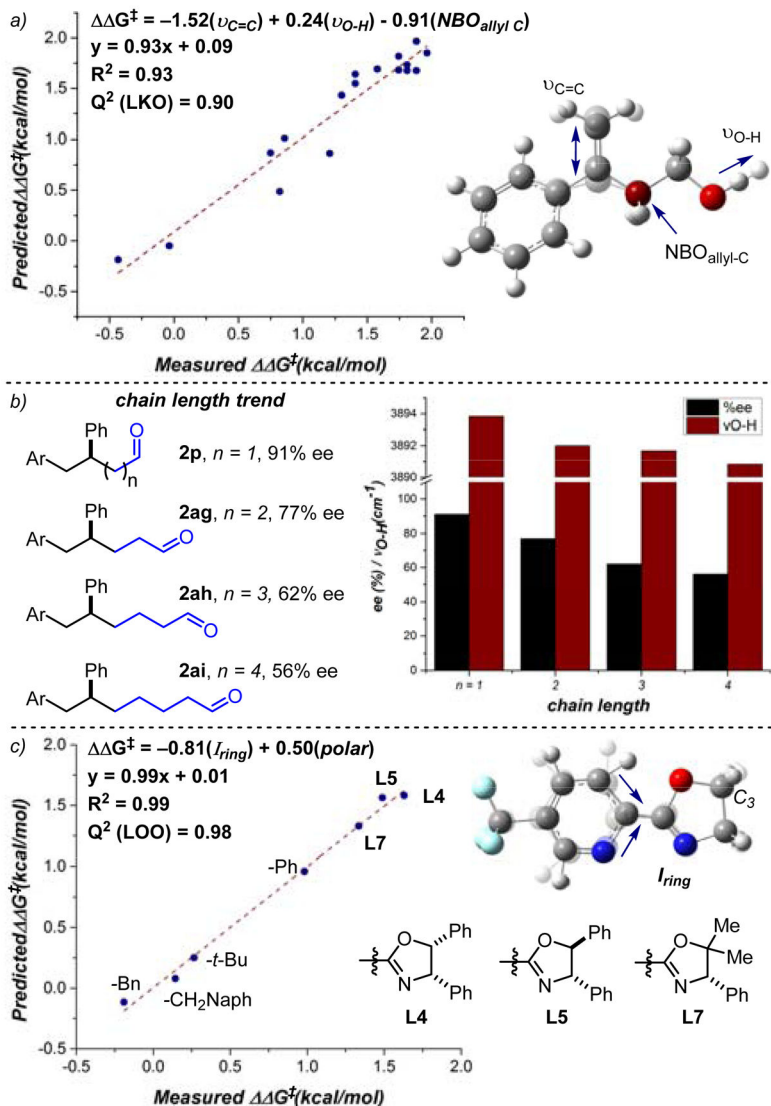 a) ΔΔG‡ = –1.52(υC=C) + 0.24(υO-H) - 0.91(NBOallyl C)
y = 0.93x + 0.09
R² = 0.93
Q² (LKO) = 0.90
Predicted ΔΔG‡(kcal/mol)
2.0
1.5
1.0
0.5
0.0
-0.5
-0.5 0.0 0.5 1.0 1.5 2.0
Measured ΔΔG‡(kcal/mol)
υC=C
υO-H
NBOallyl-C
b) chain length trend
Ph
O
Ar
n
2p, n = 1, 91% ee
Ph
Ar
O
2ag, n = 2, 77% ee
Ph
Ar
O
2ah, n = 3, 62% ee
Ph
Ar
O
2ai, n = 4, 56% ee
%ee
νO-H
ee (%) / νO-H(cm⁻¹)
3894
3892
3890
80
60
40
20
0
n = 1 2 3 4
chain length
c) ΔΔG‡ = –0.81(Iring) + 0.50(polar)
y = 0.99x + 0.01
R² = 0.99
Q² (LOO) = 0.98
Predicted ΔΔG‡(kcal/mol)
2.0
1.5
1.0
0.5
0.0
-0.5
L5
L4
L7
-Ph
-t-Bu
-Bn
-CH2Naph
-0.5 0.0 0.5 1.0 1.5 2.0
Measured ΔΔG‡(kcal/mol)
C3
Iring
O
Ph
N
Ph
L4
O
Ph
N
Ph
L5
O
Me
Me
N
Ph
L7